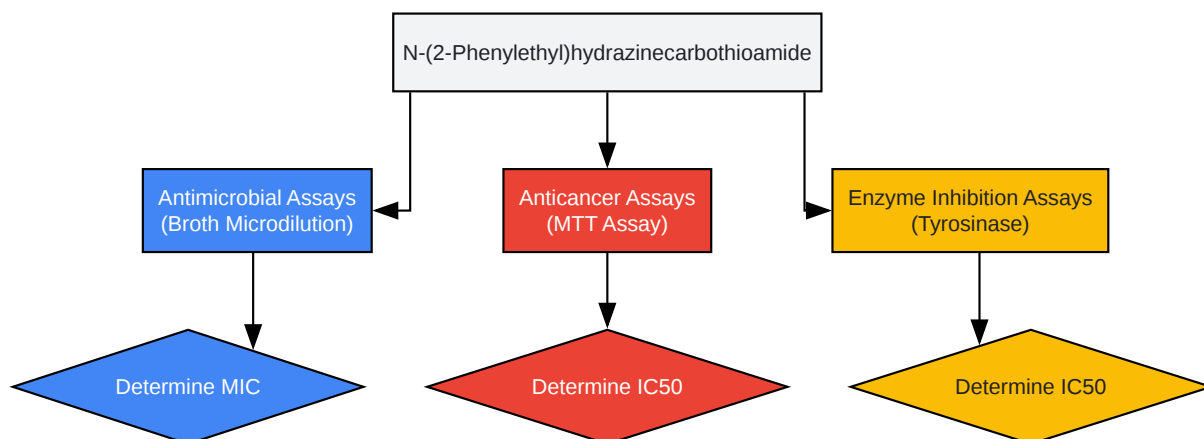 N-(2-Phenylethyl)hydrazinecarbothioamide
Antimicrobial Assays
(Broth Microdilution)
Anticancer Assays
(MTT Assay)
Enzyme Inhibition Assays
(Tyrosinase)
Determine MIC
Determine IC50
Determine IC50